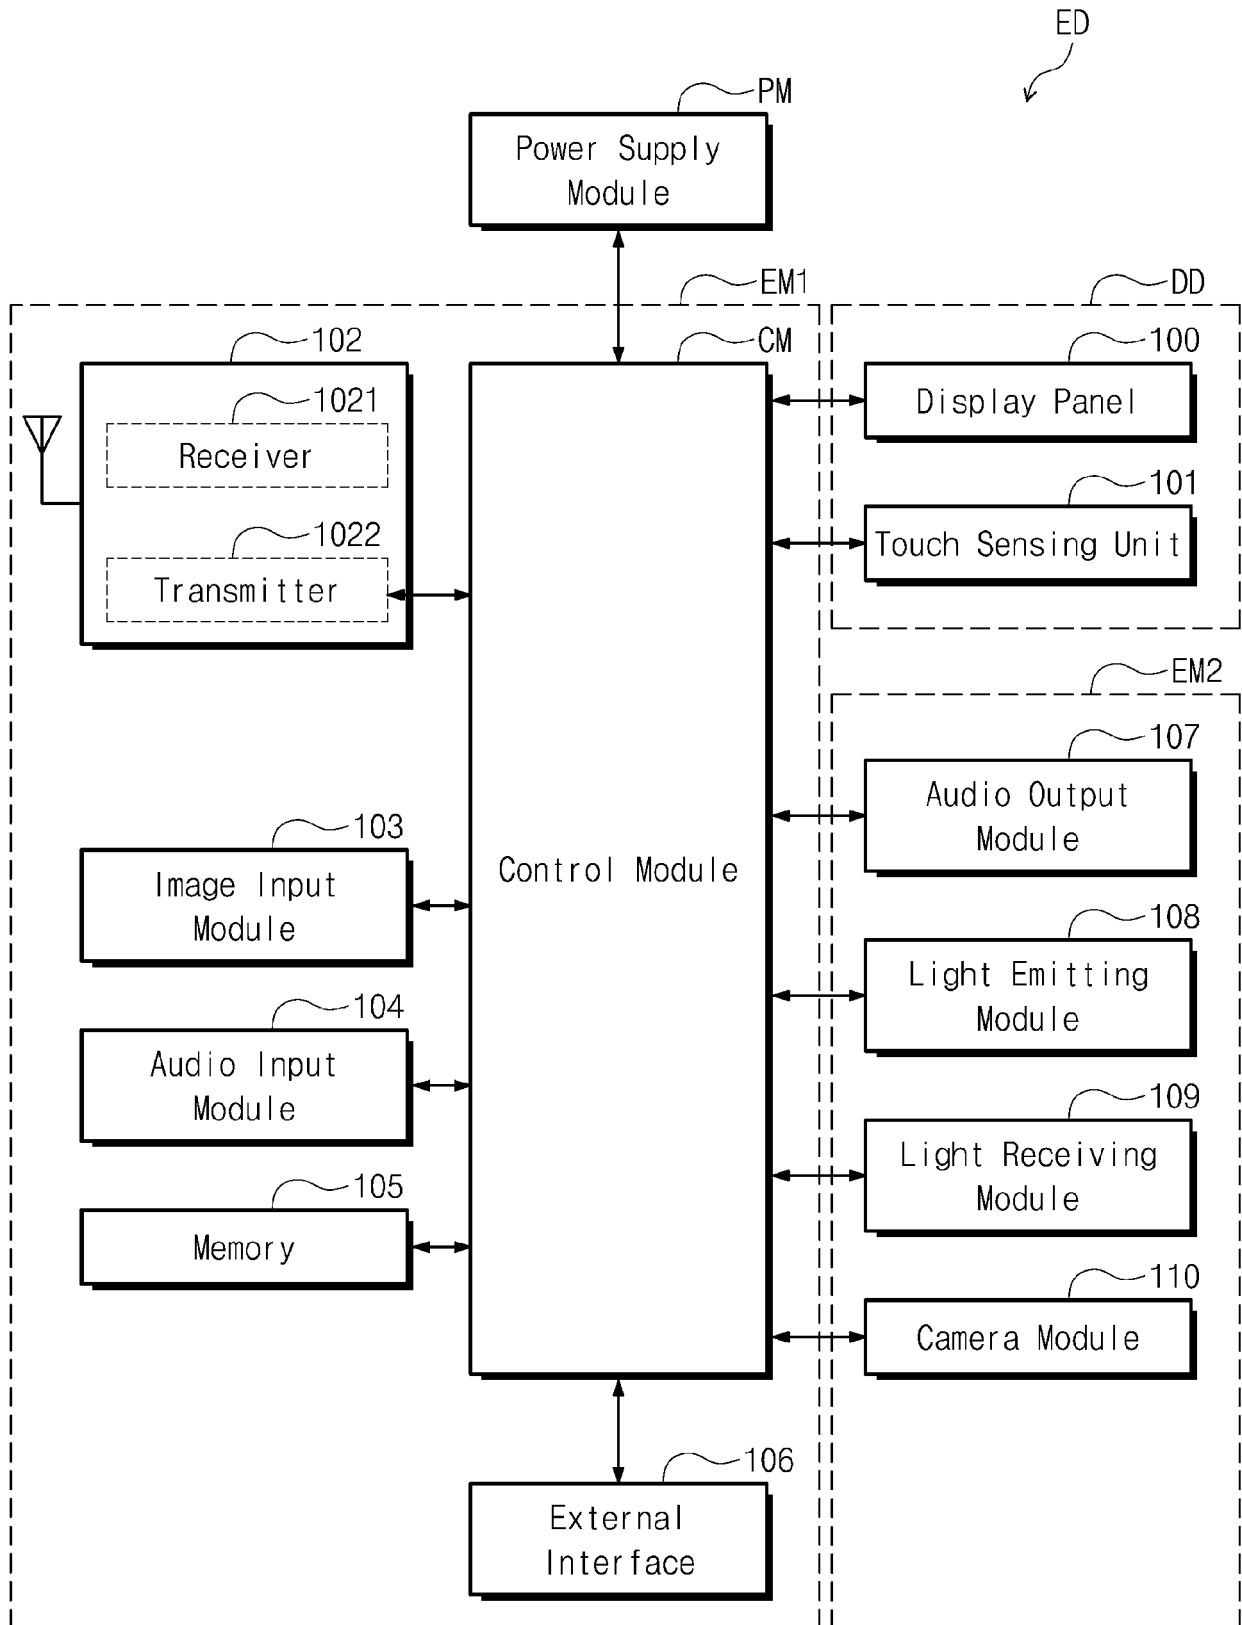 ED
PM
Power Supply
Module
EM1
DD
102
CM
100
1021
Display Panel
Receiver
101
1022
Touch Sensing Unit
Transmitter
EM2
107
Audio Output
Module
103
Image Input
Module
Control Module
108
Light Emitting
Module
104
Audio Input
Module
109
Light Receiving
Module
105
Memory
110
Camera Module
106
External
Interface